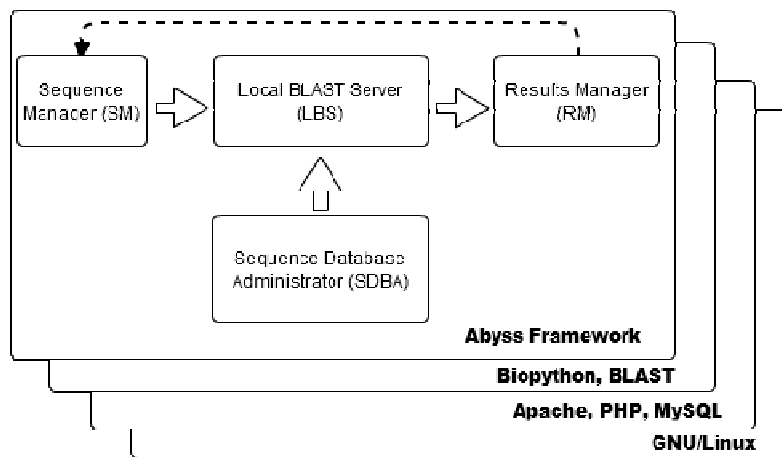 Sequence
Manager (SM)
Local BLAST Server
(LBS)
Results Manager
(RM)
Sequence Database
Administrator (SDBA)
Abyss Framework
Biopython, BLAST
Apache, PHP, MySQL
GNU/Linux